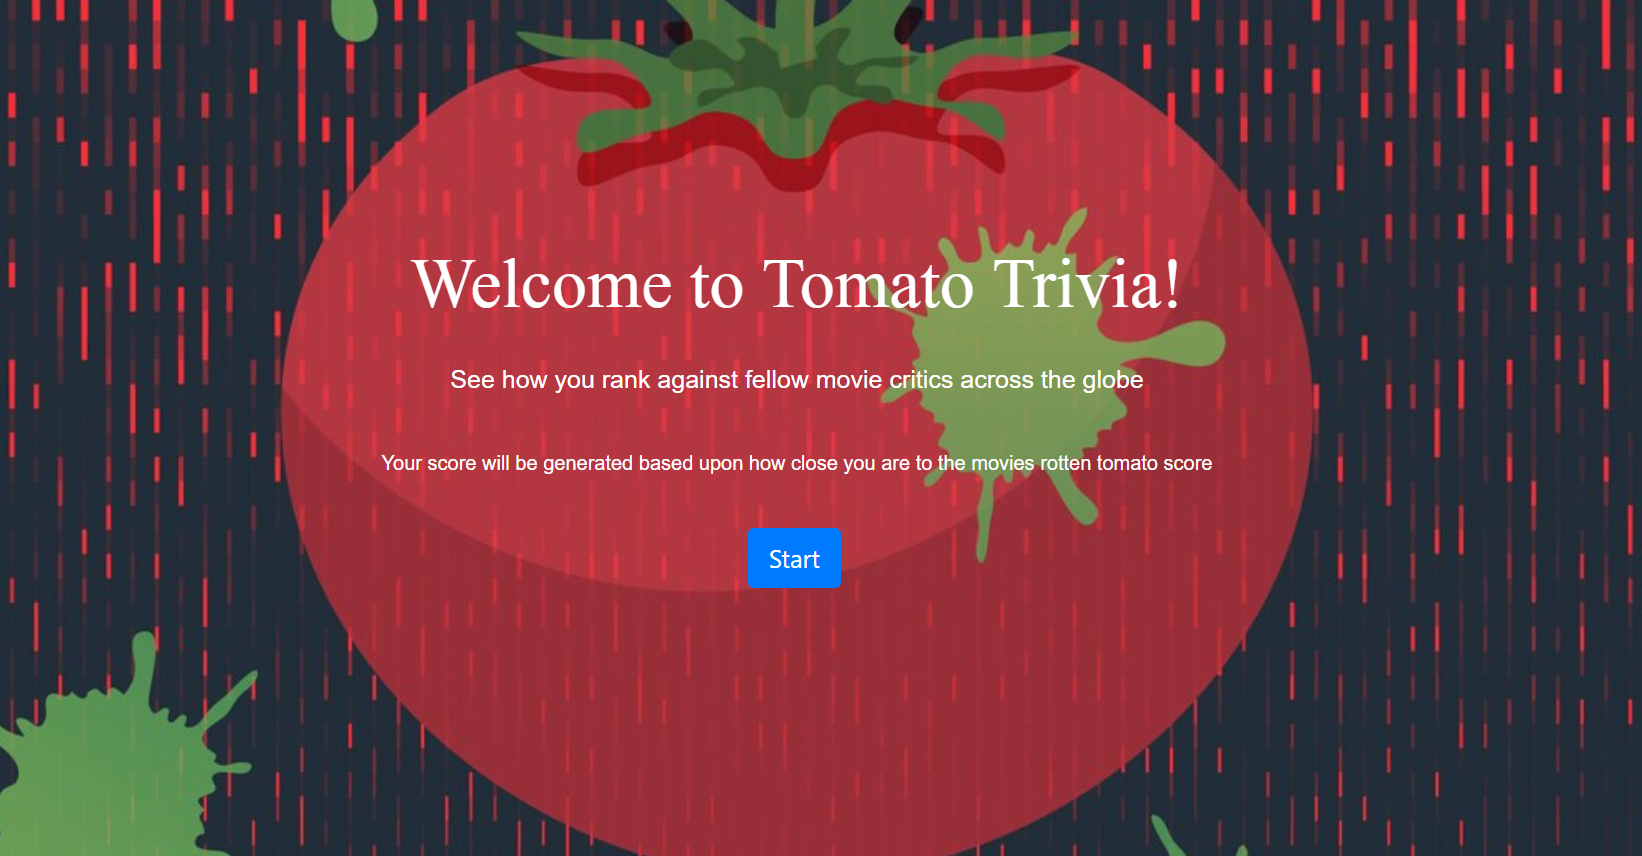 Welcome to Tomato Trivia!
See how you rank against fellow movie critics across the globe
Your score will be generated based upon how close you are to the movies rotten tomato score
Start